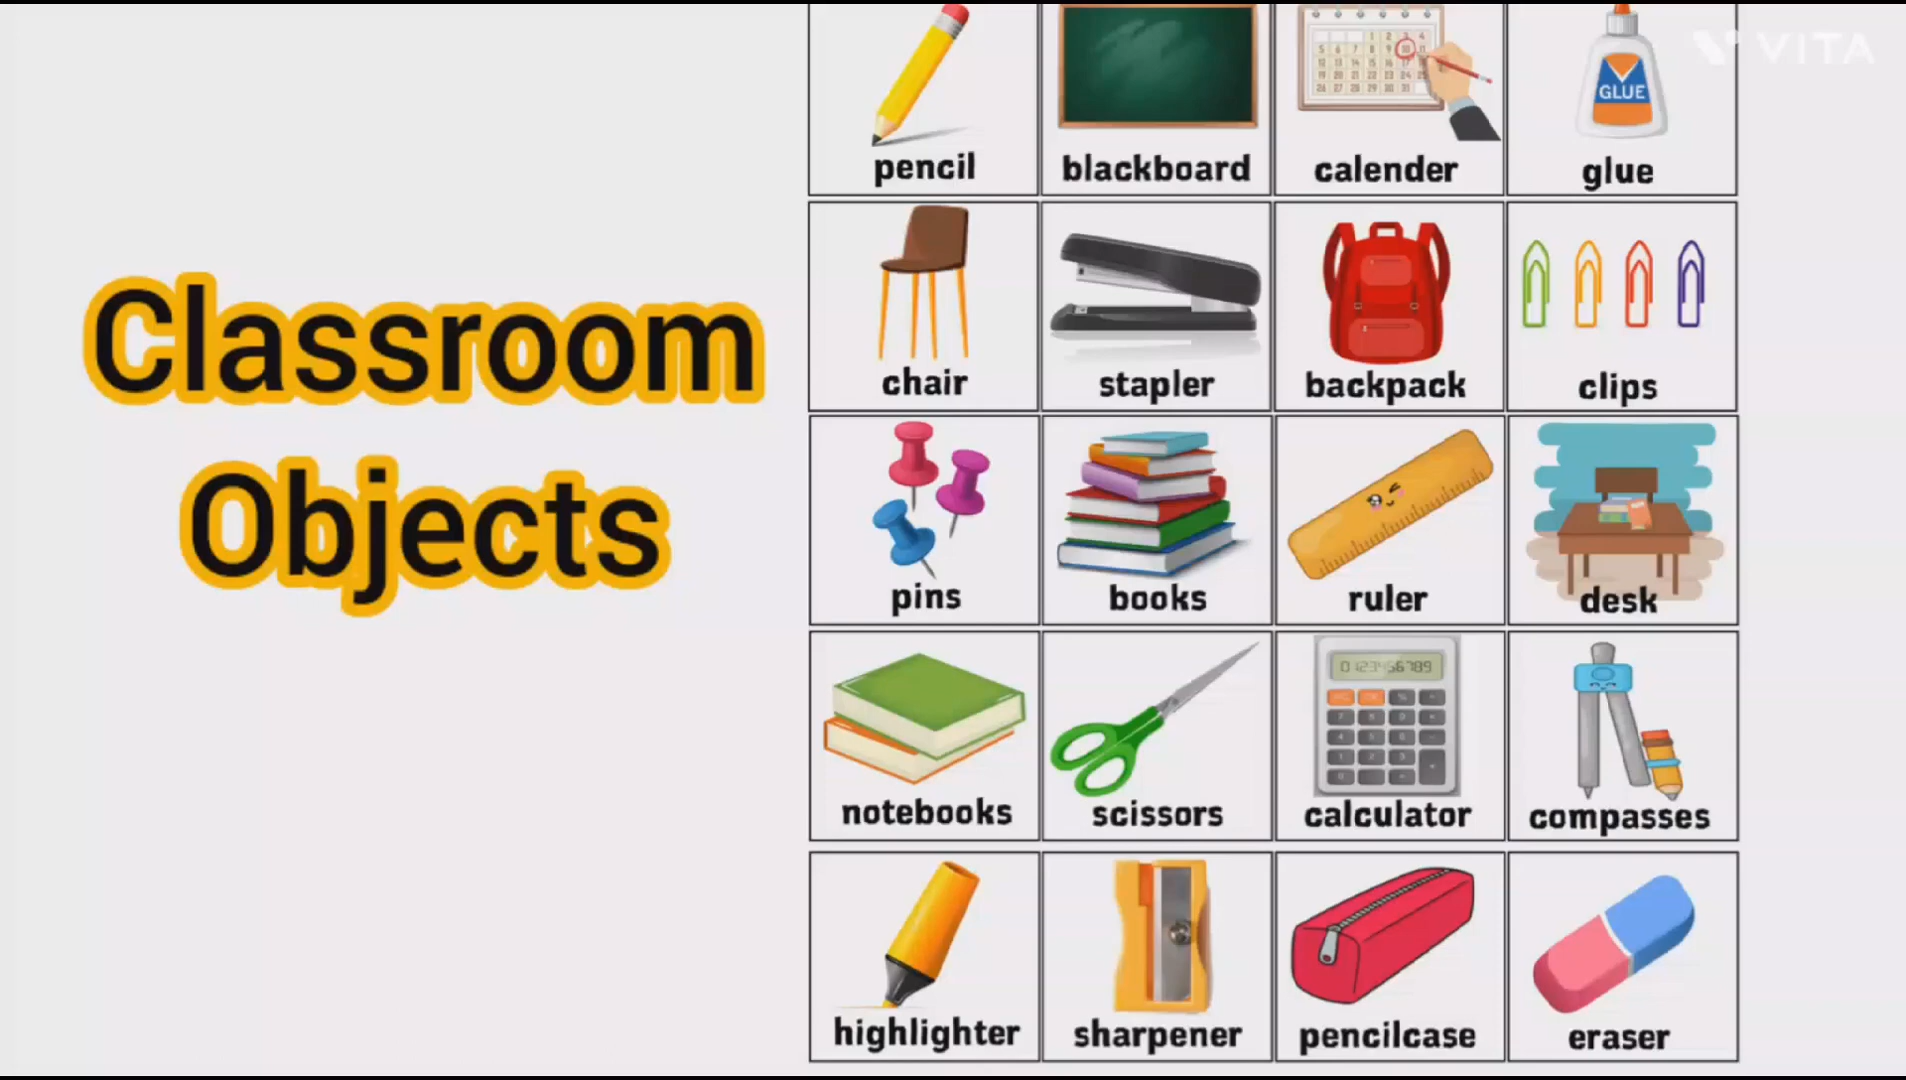 VITA
GLUE
pencil
blackboard
calender
glue
Classroom
Objects
chair
stapler
backpack
clips
pins
books
ruler
desk
0123456789
notebooks
scissors
calculator
compasses
highlighter
sharpener
pencilcase
eraser